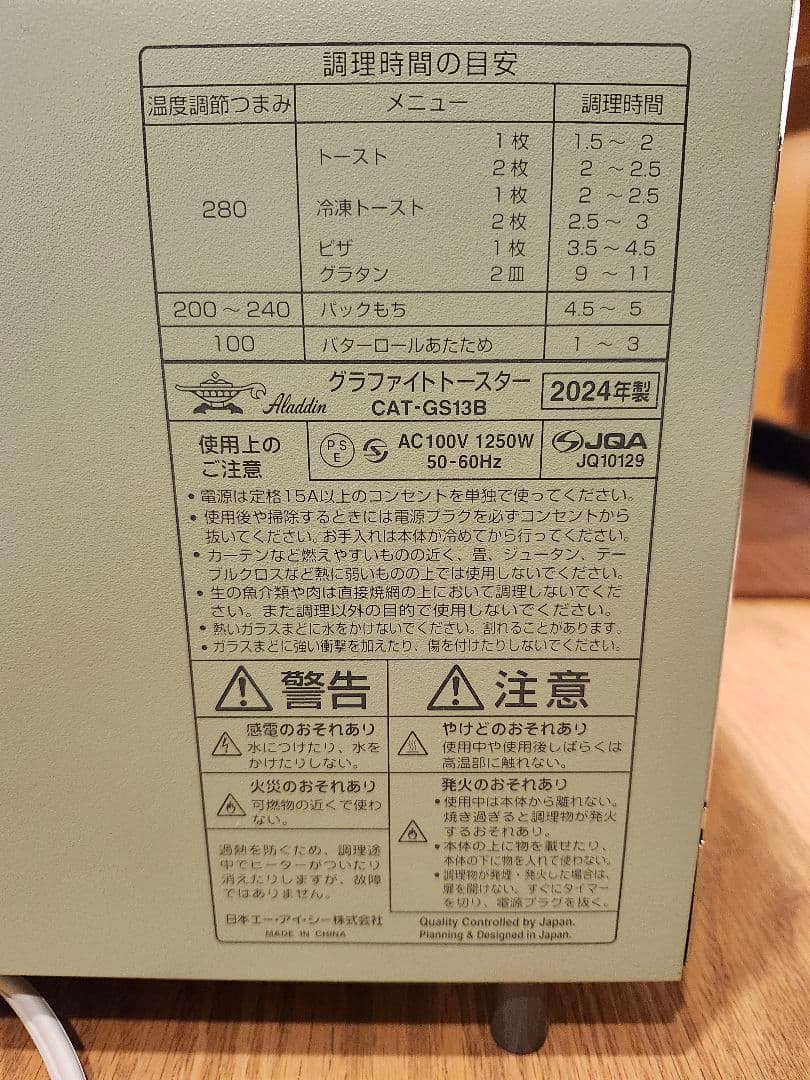 調理時間の目安
温度調節つまみ メニュー 調理時間
280 トースト 1枚 1.5～ 2
2枚 2 ～2.5
冷凍トースト 1枚 2 ～2.5
2枚 2.5～ 3
ピザ 1枚 3.5～4.5
グラタン 2皿 9 ～11
200～240 パックもち 4.5～ 5
100 バターロールあたため 1 ～ 3
Aladdin グラファイトトースター
CAT-GS13B
2024年製
使用上の
ご注意
PSE AC100V 1250W
50-60Hz
JQA
JQ10129
•電源は定格15A以上のコンセントを単独で使ってください。
•使用後や掃除するときには電源プラグを必ずコンセントから
抜いてください。お手入れは本体が冷めてから行ってください。
•カーテンなど燃えやすいものの近く、畳、ジュータン、テー
ブルクロスなど熱に弱いものの上では使用しないでください。
•生の魚介類や肉は直接焼網の上において調理しないでくだ
さい。また調理以外の目的で使用しないでください。
•熱いガラスまどに水をかけないでください。割れることがあります。
•ガラスまどに強い衝撃を加えたり、傷を付けたりしないでください。
警告
感電のおそれあり
水につけたり、水を
かけたりしない。
火災のおそれあり
可燃物の近くで使わ
ない。
過熱を防ぐため、調理途
中でヒーターがついたり
消えたりしますが、故障
ではありません。
日本エー・アイ・シー株式会社
MADE IN CHINA
注意
やけどのおそれあり
使用中や使用後しばらくは
高温部に触れない。
発火のおそれあり
•使用中は本体から離れない。
焼き過ぎると調理物が発火
するおそれあり。
•本体の上に物を載せたり、
本体の下に物を入れて使わない。
•調理物が発煙・発火した場合は、
扉を開けない。すぐにタイマー
を切り、電源プラグを抜く。
Quality Controlled by Japan.
Planning & Designed in Japan.